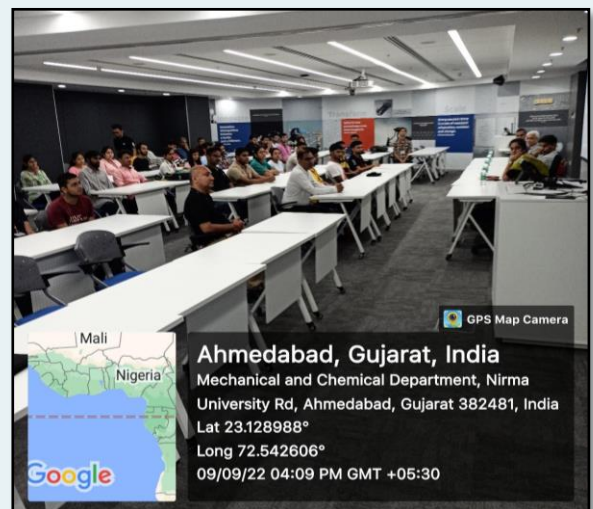 GPS Map Camera
Mali
Nigeria
Google
Ahmedabad, Gujarat, India
Mechanical and Chemical Department, Nirma
University Rd, Ahmedabad, Gujarat 382481, India
Lat 23.128988°
Long 72.542606°
09/09/22 04:09 PM GMT +05:30